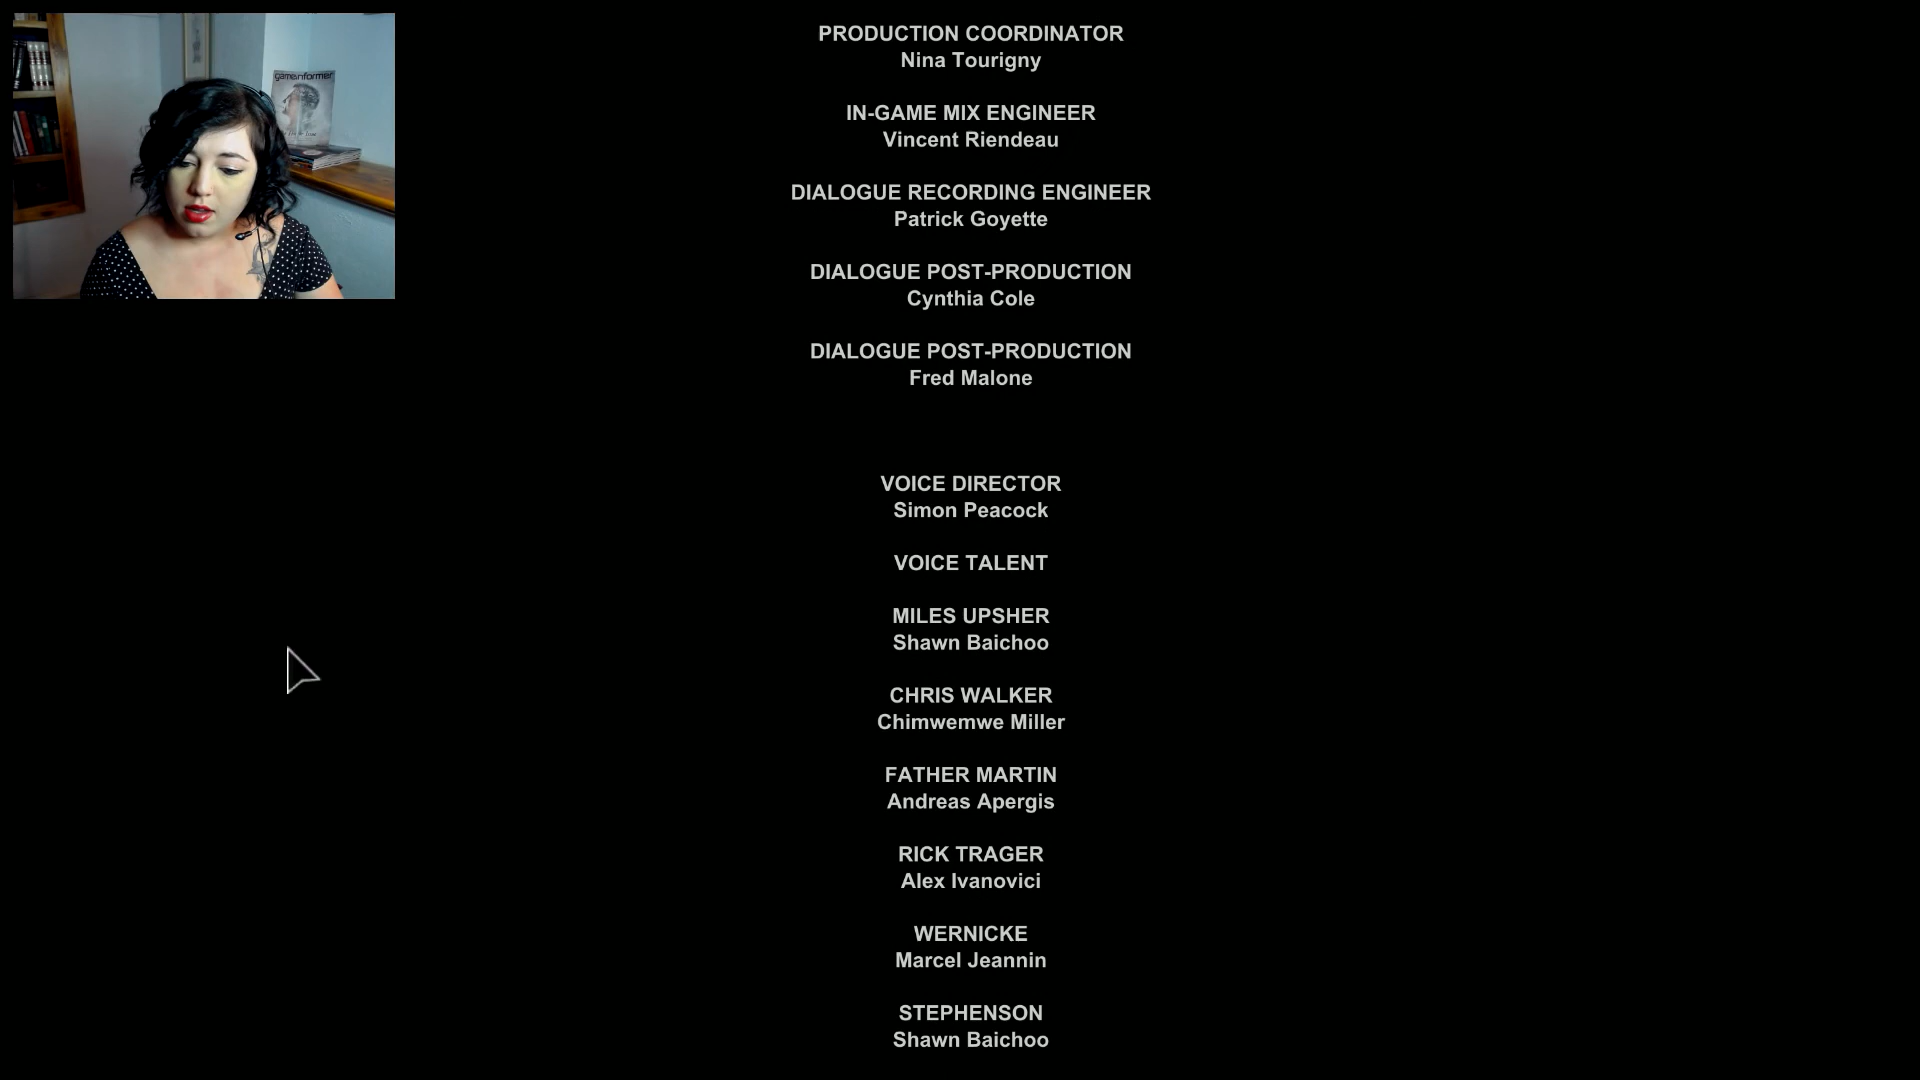 gameinformer
PRODUCTION COORDINATOR
Nina Tourigny
IN-GAME MIX ENGINEER
Vincent Riendeau
DIALOGUE RECORDING ENGINEER
Patrick Goyette
DIALOGUE POST-PRODUCTION
Cynthia Cole
DIALOGUE POST-PRODUCTION
Fred Malone
VOICE DIRECTOR
Simon Peacock
VOICE TALENT
MILES UPSHER
Shawn Baichoo
CHRIS WALKER
Chimwemwe Miller
FATHER MARTIN
Andreas Apergis
RICK TRAGER
Alex Ivanovici
WERNICKE
Marcel Jeannin
STEPHENSON
Shawn Baichoo